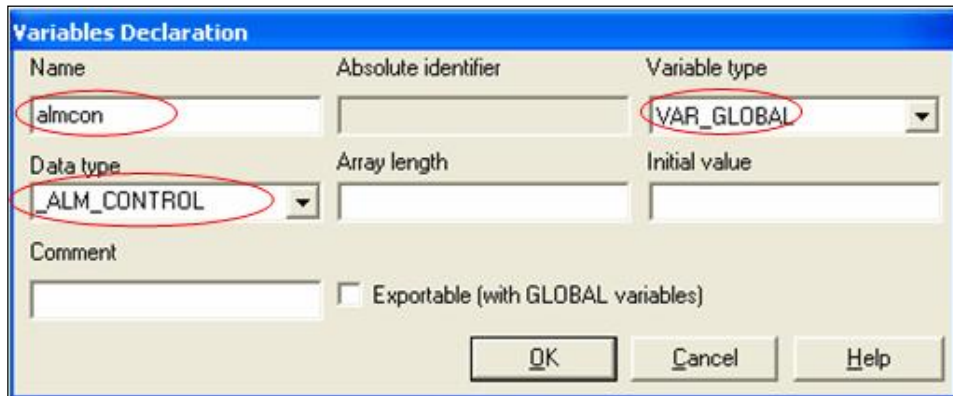 Variables Declaration
Name Absolute identifier Variable type
almcon VAR_GLOBAL
Data type Array length Initial value
_ALM_CONTROL
Comment
Exportable (with GLOBAL variables)
OK Cancel Help